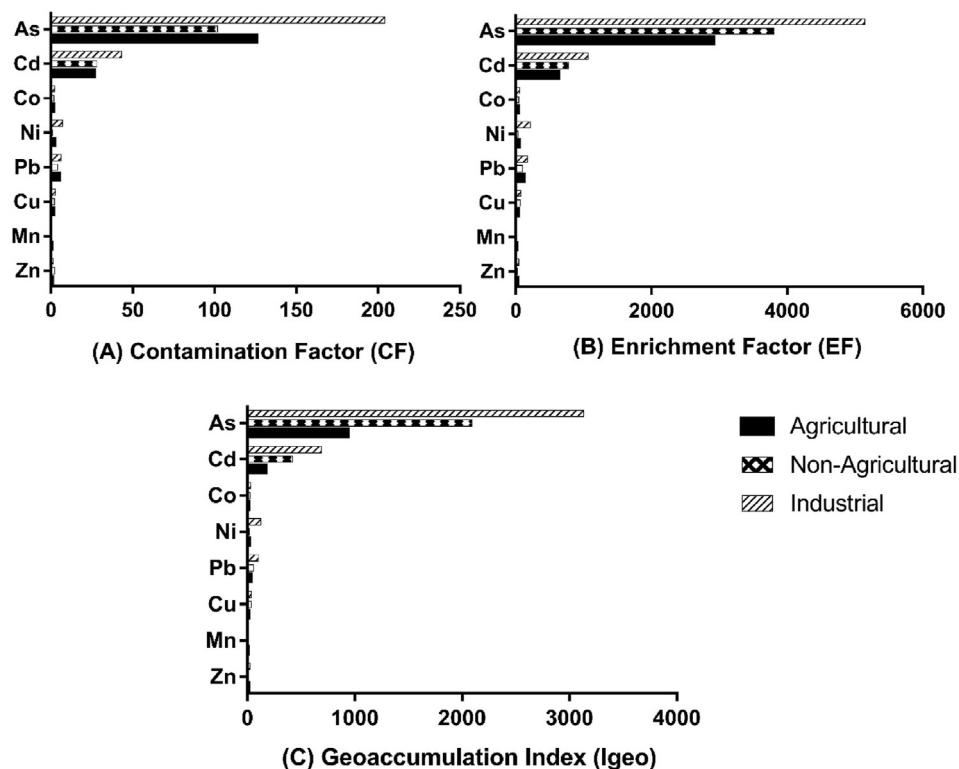 As
Cd
Co
Ni
Pb
Cu
Mn
Zn
0 50 100 150 200 250
(A) Contamination Factor (CF)
As
Cd
Co
Ni
Pb
Cu
Mn
Zn
0 2000 4000 6000
(B) Enrichment Factor (EF)
As
Cd
Co
Ni
Pb
Cu
Mn
Zn
0 1000 2000 3000 4000
(C) Geoaccumulation Index (Igeo)
Agricultural
Non-Agricultural
Industrial